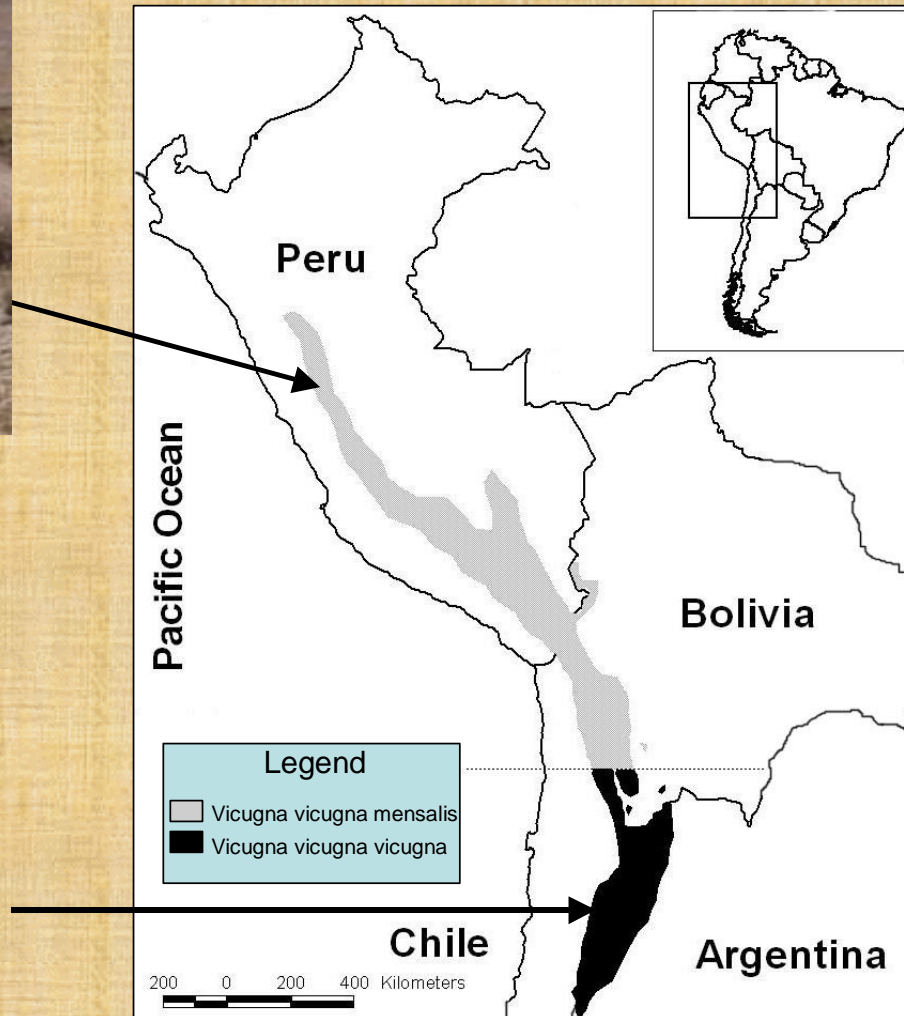 Peru
Pacific Ocean
Bolivia
Legend
Vicugna vicugna mensalis
Vicugna vicugna vicugna
Chile
Argentina
200 0 200 400 Kilometers